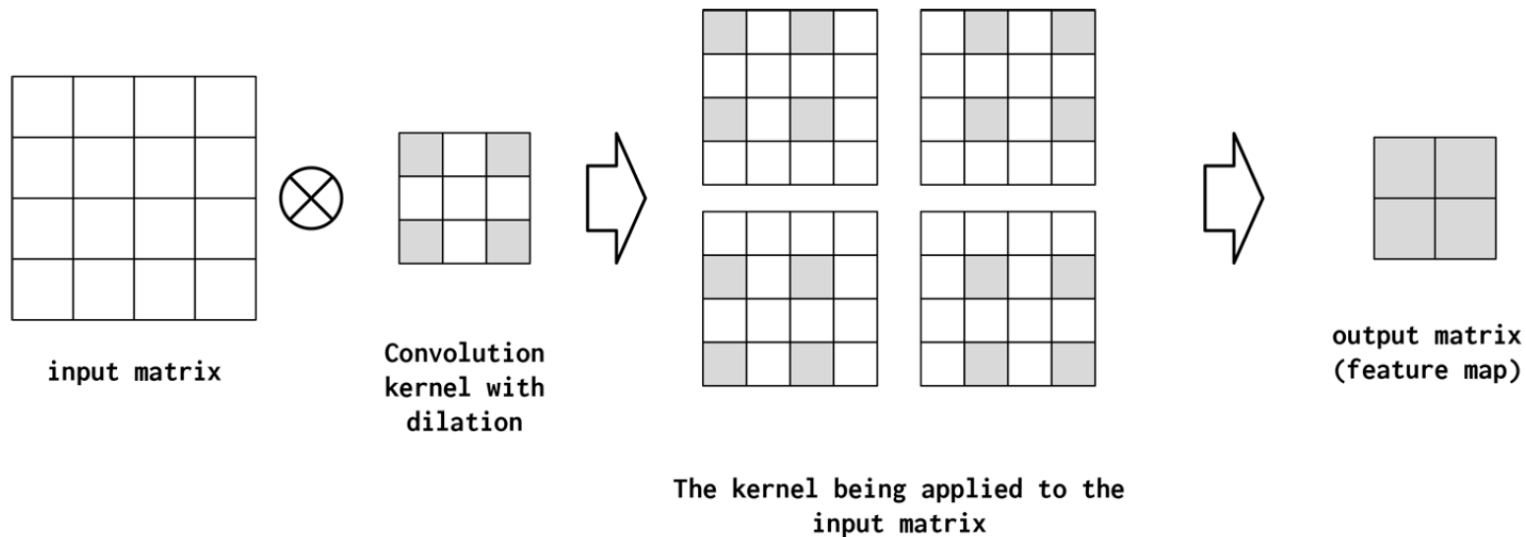 input matrix
Convolution
kernel with
dilation
The kernel being applied to the
input matrix
output matrix
(feature map)